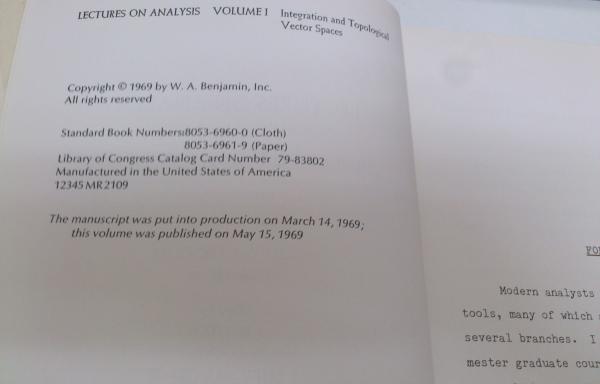 LECTURES ON ANALYSIS VOLUME I Integration and Topological
Vector Spaces
Copyright © 1969 by W. A. Benjamin, Inc.
All rights reserved
Standard Book Numbers:8053-6960-0 (Cloth)
8053-6961-9 (Paper)
Library of Congress Catalog Card Number 79-83802
Manufactured in the United States of America
12345 MR 2109
The manuscript was put into production on March 14, 1969;
this volume was published on May 15, 1969
Modern analysts
tools, many of which
several branches. I
mester graduate cour